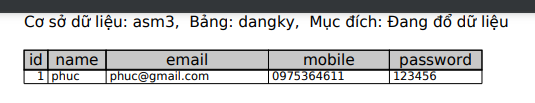 Cơ sở dữ liệu: asm3, Bảng: dangky, Mục đích: Đang đổ dữ liệu
id name email mobile password
1 phuc phuc@gmail.com 0975364611 123456